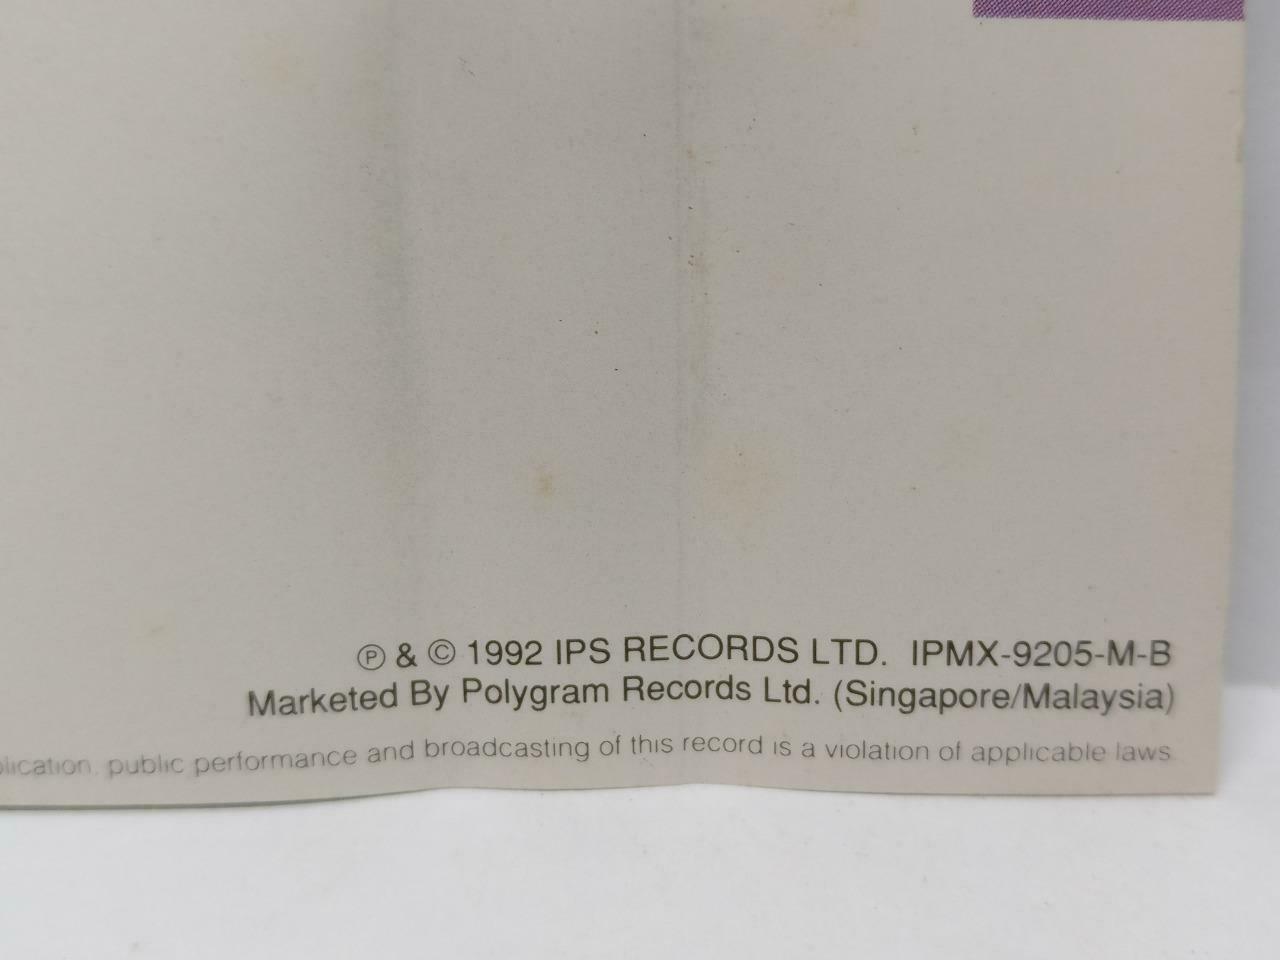 ℗ & © 1992 IPS RECORDS LTD. IPMX-9205-M-B
Marketed By Polygram Records Ltd. (Singapore/Malaysia)
public performance and broadcasting of this record is a violation of applicable laws